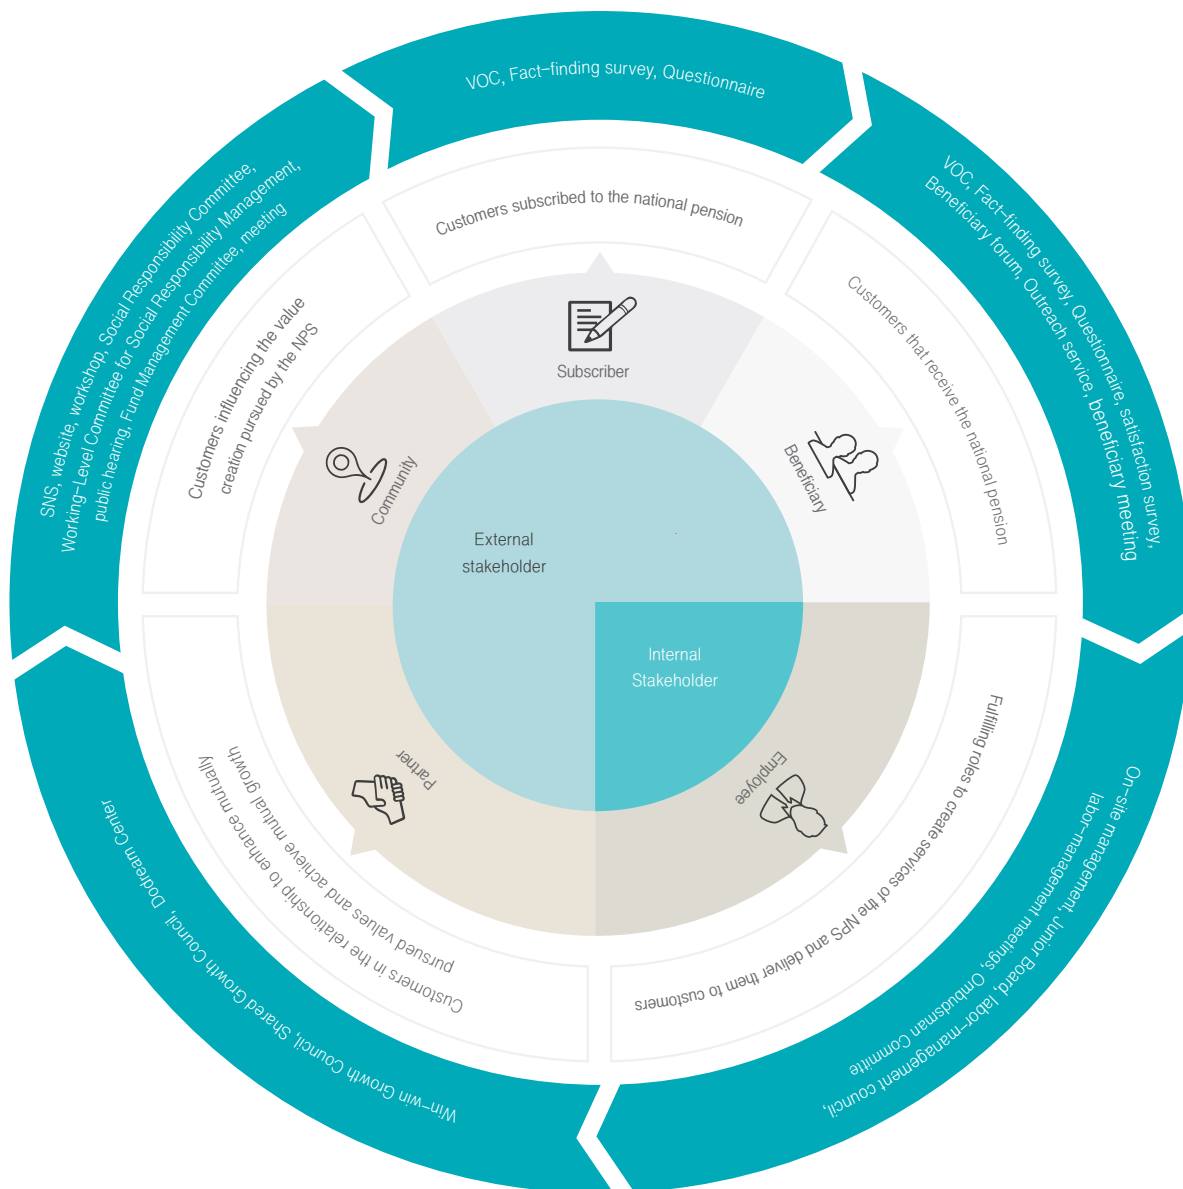 VOC, Fact-finding survey, Questionnaire
Customers subscribed to the national pension
Subscriber
VOC, Fact-finding survey, Questionnaire, satisfaction survey,
Beneficiary forum, Outreach service, beneficiary meeting
Customers that receive the national pension
Beneficiary
On-site management, Junior Board, labor-management council,
labor-management meetings, Ombudsman Committe
Fulfilling roles to create services of the NPS and deliver them to customers
Employee
Win-win Growth Council, Shared Growth Council, Dodream Center
Customers in the relationship to enhance mutually
pursued values and achieve mutual growth
Partner
SNS, website, workshop, Social Responsibility Committee,
Working-Level Committee for Social Responsibility Management,
public hearing, Fund Management Committee, meeting
Customers influencing the value
creation pursued by the NPS
Community
External
stakeholder
Internal
Stakeholder